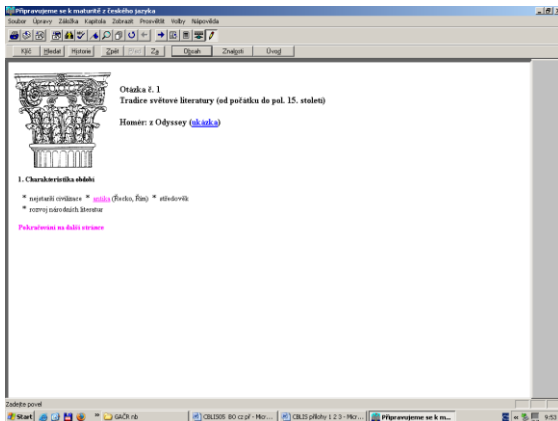 Připravujeme se k maturitě z českého jazyka
Soubor Úpravy Záložka Kapitola Zobrazit Prosvětlit Volby Nápověda
Klíč Hledat Historie Zpět Před Za Obsah Znalosti Úvod
Otázka č. 1
Tradice světové literatury (od počátku do pol. 15. století)
Homér: z Odyssey (ukázka)
1. Charakteristika období
* nejstarší civilizace * antika (Řecko, Řím) * středověk
* rozvoj národních literatur
Pokračování na další stránce
Zadejte povel
Start » GAČR nb CBLIS05 BO cz př - Micr... CBLIS přílohy 1 2 3 - Micr... Připravujeme se k m... « 9:53